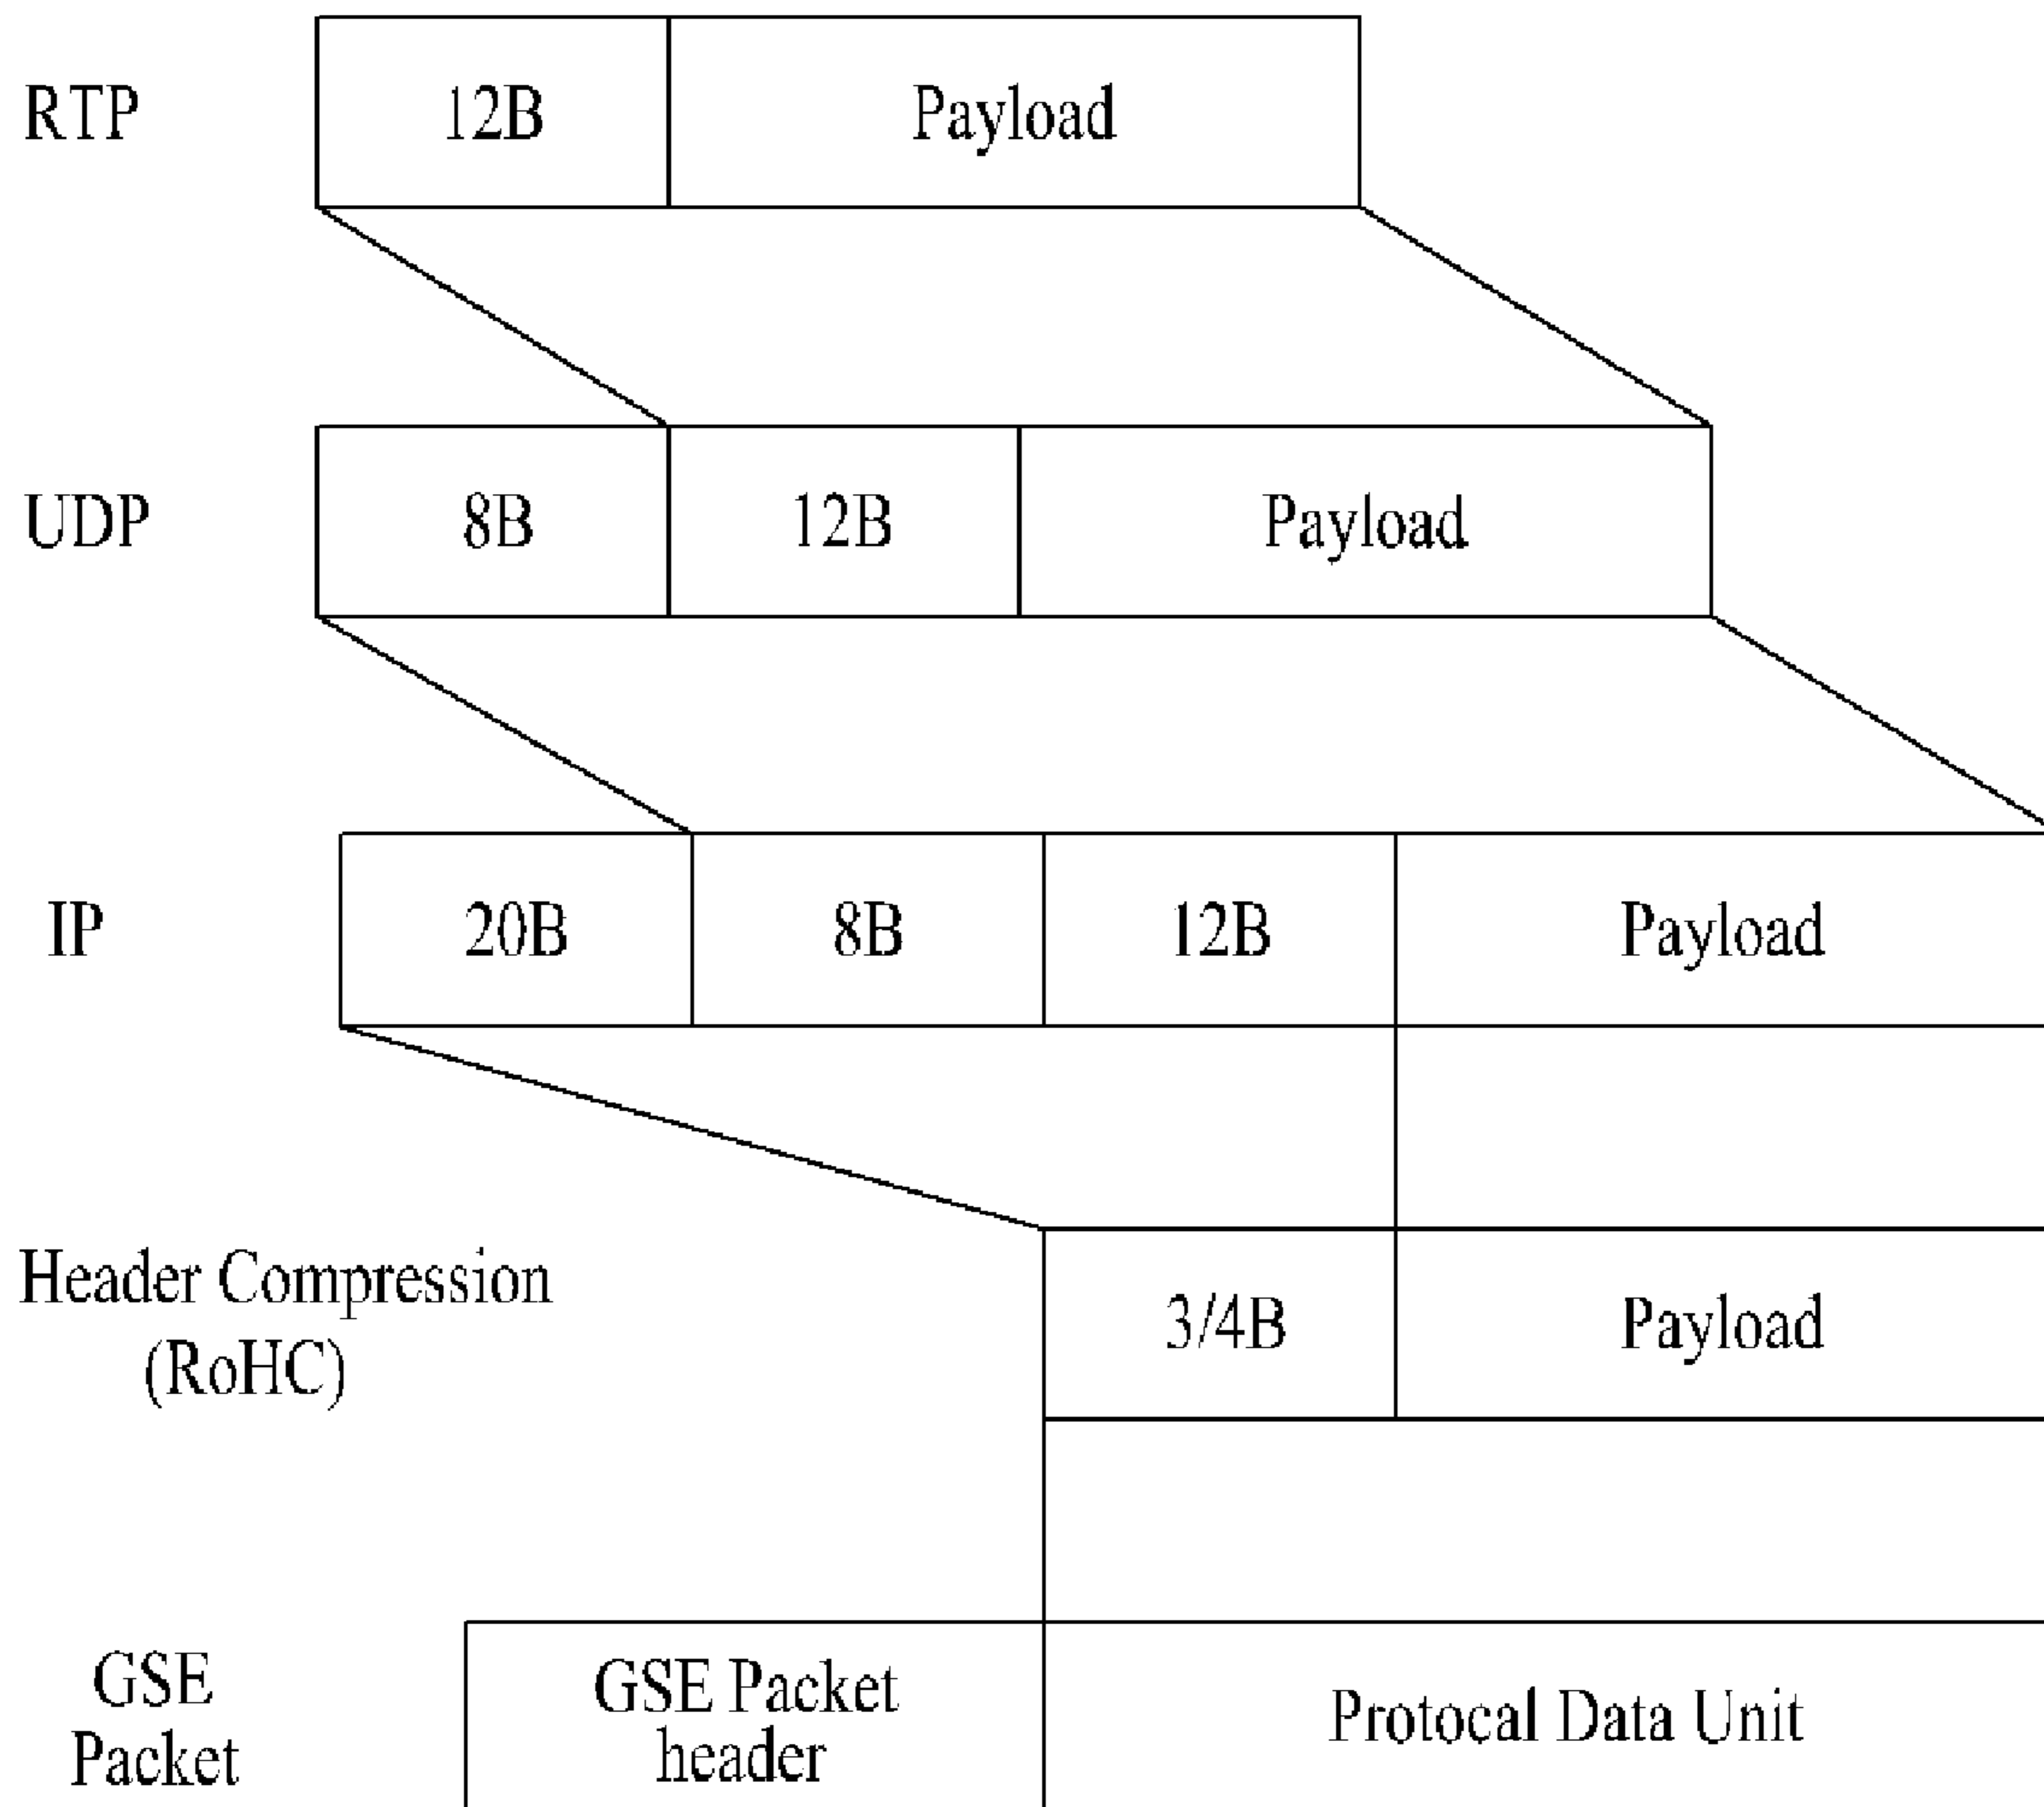 RTP 12B Payload
UDP 8B 12B Payload
IP 20B 8B 12B Payload
Header Compression
(RoHC)
3/4B Payload
GSE
Packet
GSE Packet
header
Protocal Data Unit